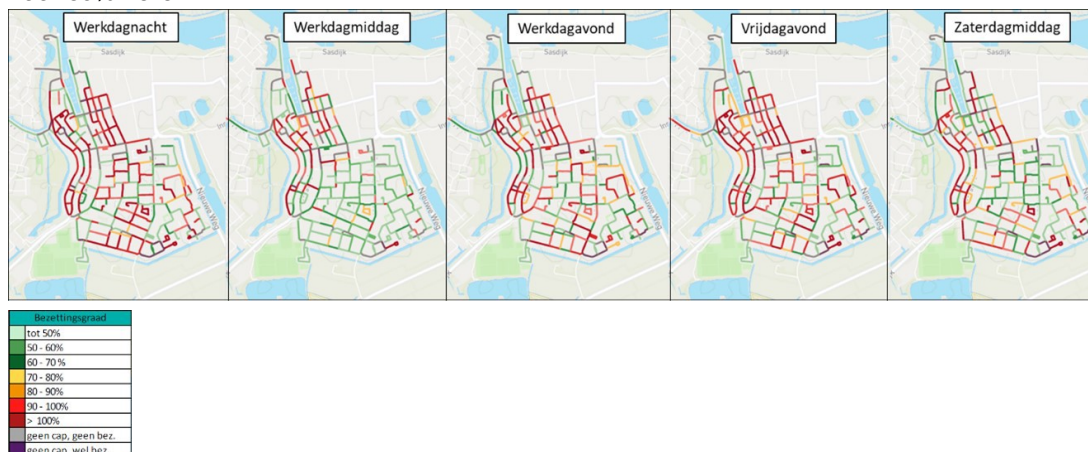 Werkdagnacht
Werkdagmiddag
Werkdagavond
Vrijdagavond
Zaterdagmiddag
Sasdijk
Sasdijk
Sasdijk
Sasdijk
Sasdijk
Nieuwe Weg
Nieuwe Weg
Nieuwe Weg
Nieuwe Weg
Nieuwe Weg
Bezettingsgraad
tot 50%
50 - 60%
60 - 70 %
70 - 80%
80 - 90%
90 - 100%
> 100%
geen cap, geen bez.
geen cap, wel bez.